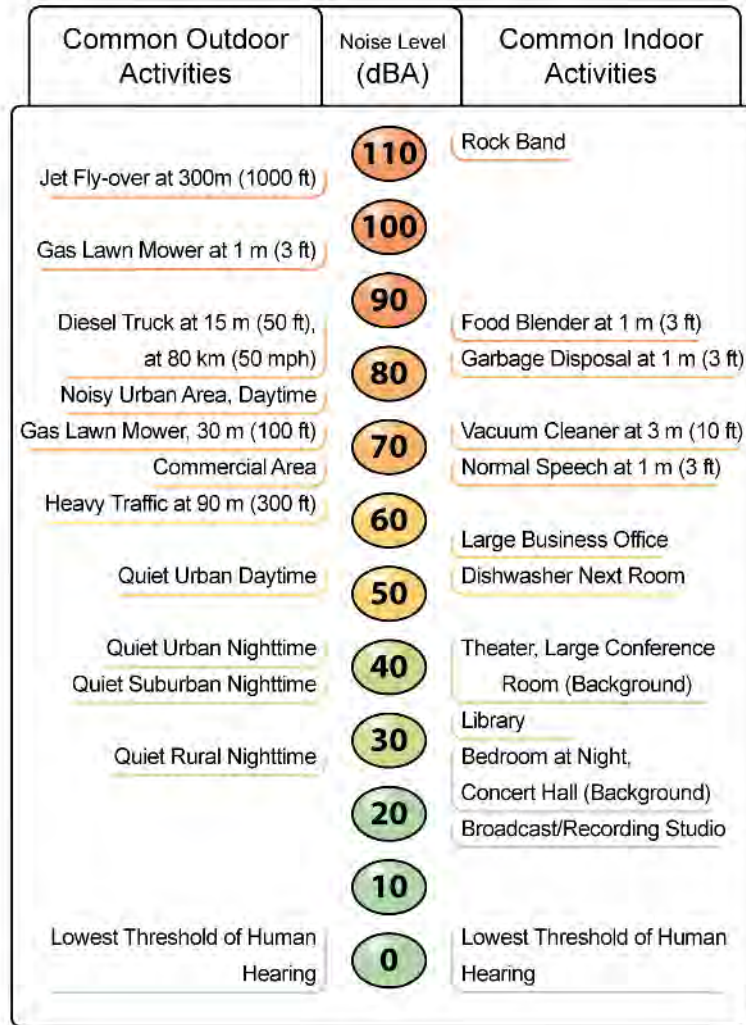 Common Outdoor
Activities
Noise Level
(dBA)
Common Indoor
Activities
110
Rock Band
Jet Fly-over at 300m (1000 ft)
100
Gas Lawn Mower at 1 m (3 ft)
90
Diesel Truck at 15 m (50 ft),
at 80 km (50 mph)
Food Blender at 1 m (3 ft)
80
Garbage Disposal at 1 m (3 ft)
Noisy Urban Area, Daytime
Gas Lawn Mower, 30 m (100 ft)
70
Vacuum Cleaner at 3 m (10 ft)
Commercial Area
Normal Speech at 1 m (3 ft)
Heavy Traffic at 90 m (300 ft)
60
Large Business Office
Quiet Urban Daytime
50
Dishwasher Next Room
Quiet Urban Nighttime
40
Theater, Large Conference
Room (Background)
Quiet Suburban Nighttime
30
Library
Quiet Rural Nighttime
Bedroom at Night,
Concert Hall (Background)
20
Broadcast/Recording Studio
10
Lowest Threshold of Human
Hearing
0
Lowest Threshold of Human
Hearing